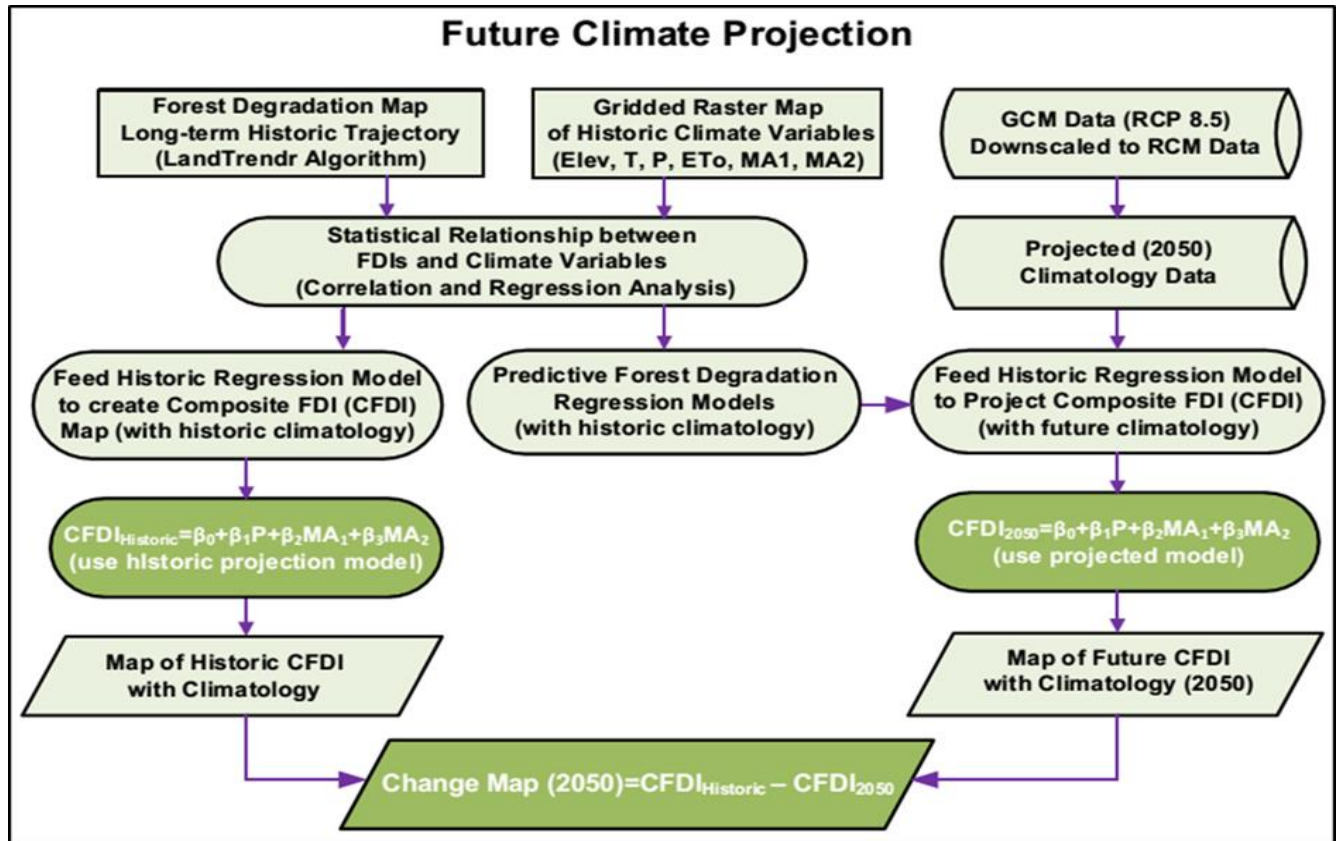 Future Climate Projection
Forest Degradation Map
Long-term Historic Trajectory
(LandTrendr Algorithm)
Gridded Raster Map
of Historic Climate Variables
(Elev, T, P, ETo, MA1, MA2)
GCM Data (RCP 8.5)
Downscaled to RCM Data
Statistical Relationship between
FDIs and Climate Variables
(Correlation and Regression Analysis)
Projected (2050)
Climatology Data
Feed Historic Regression Model
to create Composite FDI (CFDI)
Map (with historic climatology)
Predictive Forest Degradation
Regression Models
(with historic climatology)
Feed Historic Regression Model
to Project Composite FDI (CFDI)
(with future climatology)
CFDI_Historic=β₀+β₁P+β₂MA₁+β₃MA₂
(use historic projection model)
CFDI₂₀₅₀=β₀+β₁P+β₂MA₁+β₃MA₂
(use projected model)
Map of Historic CFDI
with Climatology
Map of Future CFDI
with Climatology (2050)
Change Map (2050)=CFDI_Historic – CFDI₂₀₅₀